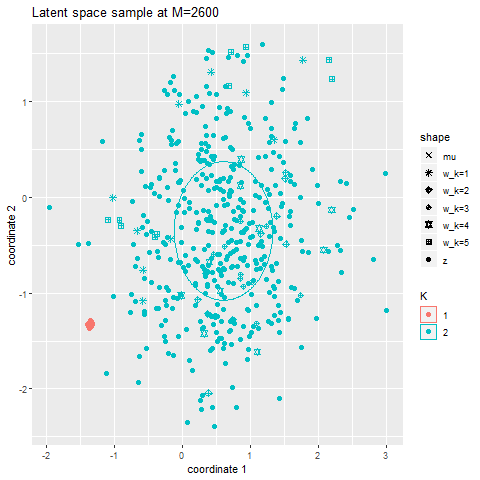 Latent space sample at M=2600
coordinate 2
1
0
-1
-2
-2
-1
0
1
2
3
coordinate 1
shape
mu
w_k=1
w_k=2
w_k=3
w_k=4
w_k=5
z
K
1
2